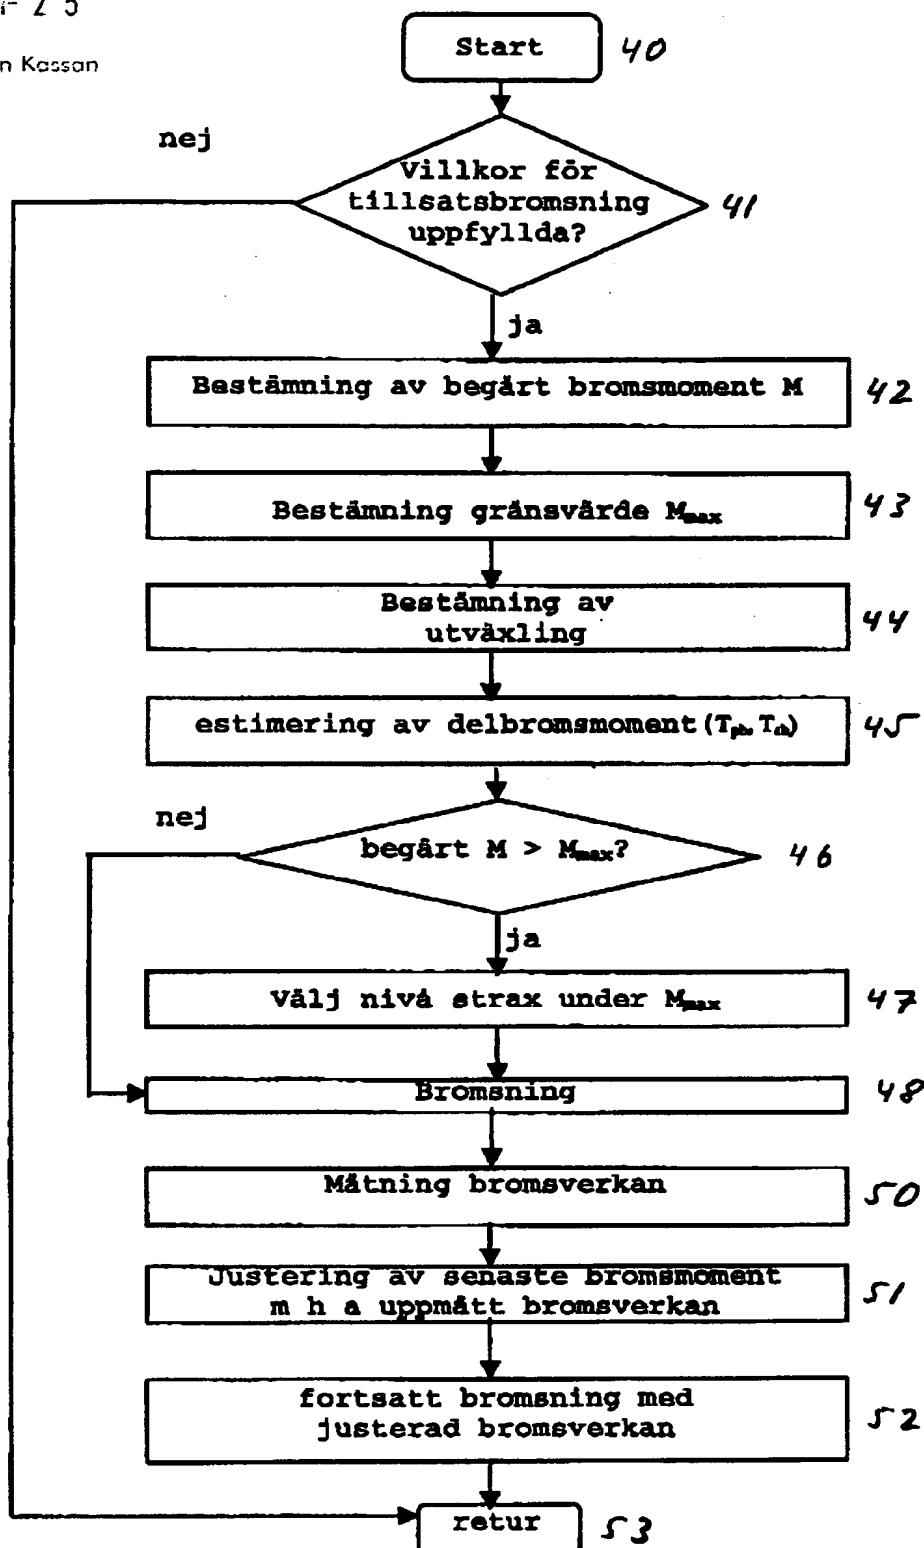 n Kassan
Start 40
nej
Villkor för
tillsatsbromsning
uppfyllda?
41
ja
Bestämning av begärt bromsmoment M 42
Bestämning gränsvärde Mmax 43
Bestämning av
utväxling
44
estimering av delbromsmoment (Tpb, Tdb) 45
nej
begärt M > Mmax? 46
ja
Välj nivå strax under Mmax 47
Bromsning 48
Mätning bromsverkan 50
Justering av senaste bromsmoment
m h a uppmätt bromsverkan
51
fortsatt bromsning med
justerad bromsverkan
52
retur 53